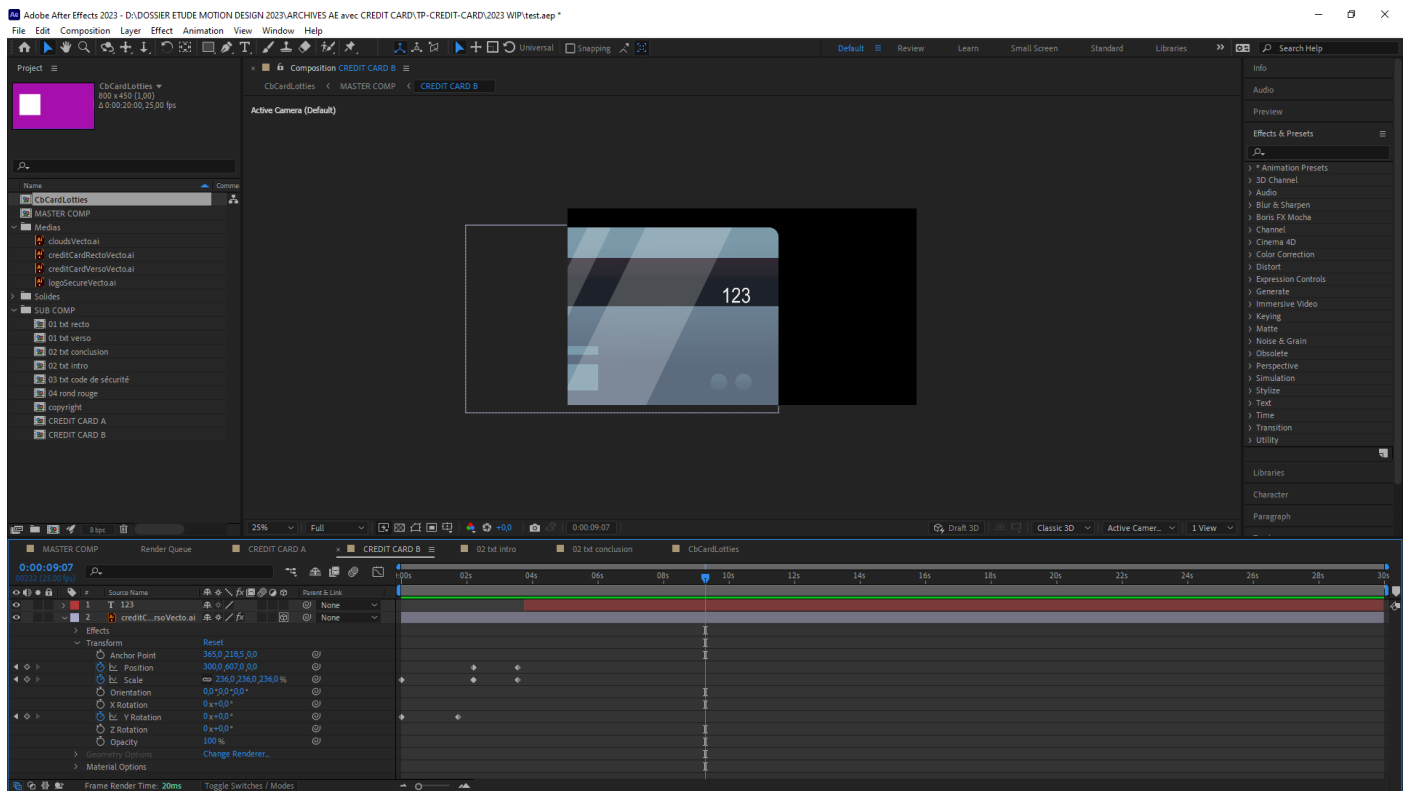 Adobe After Effects 2023 - D:\DOSSIER ETUDE MOTION DESIGN 2023\ARCHIVES AE avec CREDIT CARD\TP-CREDIT-CARD\2023 WIP\test.aep *
File Edit Composition Layer Effect Animation View Window Help
Universal Snapping Default Review Learn Small Screen Standard Libraries Search Help
Project
CbCardLotties
800 x 450 (1,00)
Δ 0:00:20:00, 25,00 fps
Name Comme
CbCardLotties
MASTER COMP
Medias
cloudsVecto.ai
creditCardRectoVecto.ai
creditCardVersoVecto.ai
logoSecureVecto.ai
Solides
SUB COMP
01 txt recto
01 txt verso
02 txt conclusion
02 txt intro
03 txt code de sécurité
04 rond rouge
copyright
CREDIT CARD A
CREDIT CARD B
8 bpc
Composition CREDIT CARD B
CbCardLotties MASTER COMP CREDIT CARD B
Active Camera (Default)
123
25% Full +0,0 0:00:09:07 Draft 3D Classic 3D Active Camer... 1 View
Info
Audio
Preview
Effects & Presets
* Animation Presets
3D Channel
Audio
Blur & Sharpen
Boris FX Mocha
Channel
Cinema 4D
Color Correction
Distort
Expression Controls
Generate
Immersive Video
Keying
Matte
Noise & Grain
Obsolete
Perspective
Simulation
Stylize
Text
Time
Transition
Utility
Libraries
Character
Paragraph
MASTER COMP Render Queue CREDIT CARD A CREDIT CARD B 02 txt intro 02 txt conclusion CbCardLotties
0:00:09:07
00232 (25.00 fps)
02s 04s 06s 08s 10s 12s 14s 16s 18s 20s 22s 24s 26s 28s 30s
# Source Name Parent & Link
1 T 123 None
2 creditC...rsoVecto.ai None
Effects
Transform Reset
Anchor Point 365,0,218,5,0,0
Position 300,0,607,0,0,0
Scale 236,0,236,0,236,0 %
Orientation 0,0°,0,0°,0,0°
X Rotation 0 x+0,0°
Y Rotation 0 x+0,0°
Z Rotation 0 x+0,0°
Opacity 100 %
Geometry Options Change Renderer...
Material Options
Frame Render Time: 20ms Toggle Switches / Modes